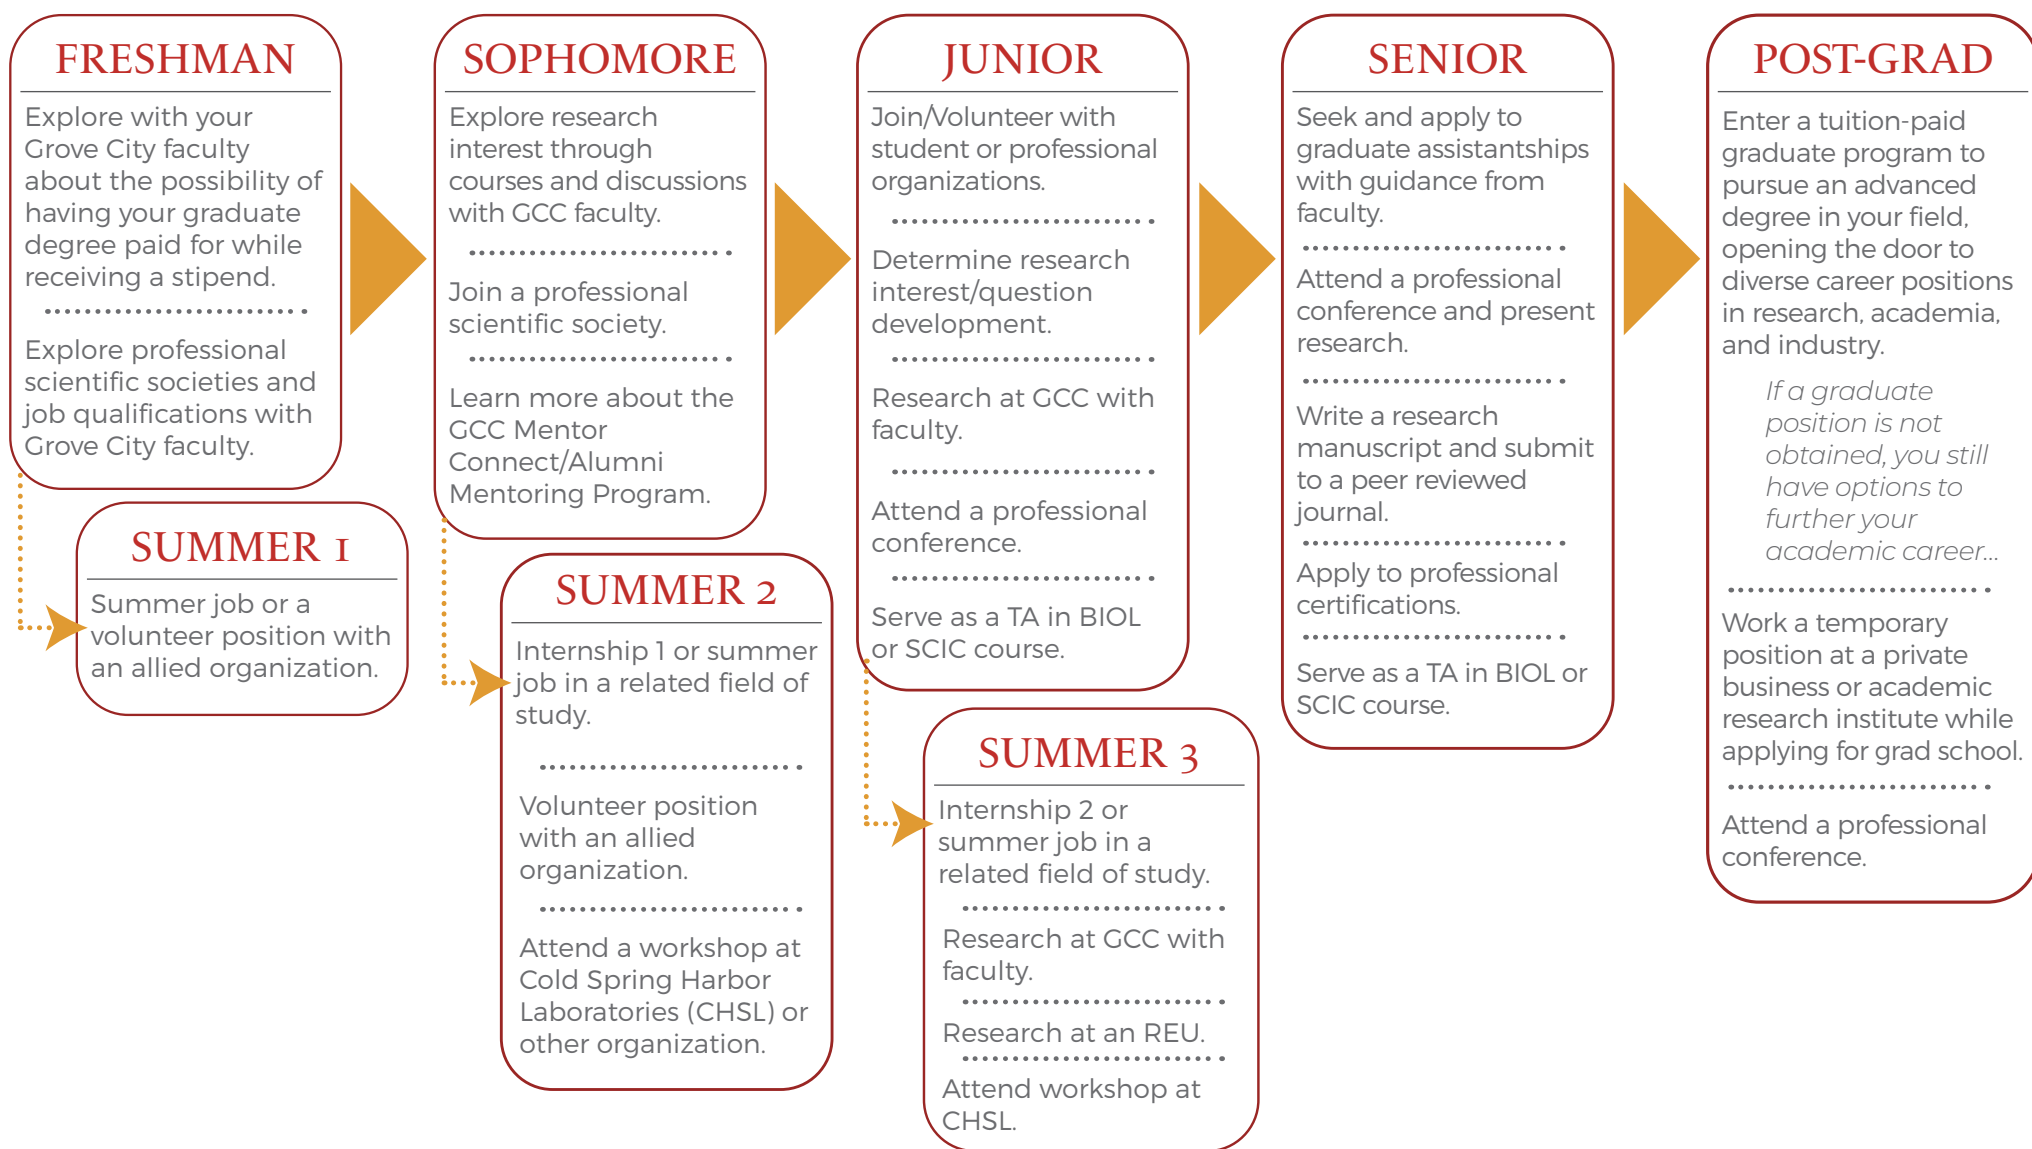 FRESHMAN
Explore with your
Grove City faculty
about the possibility of
having your graduate
degree paid for while
receiving a stipend.
Explore professional
scientific societies and
job qualifications with
Grove City faculty.
SUMMER 1
Summer job or a
volunteer position with
an allied organization.
SOPHOMORE
Explore research
interest through
courses and discussions
with GCC faculty.
Join a professional
scientific society.
Learn more about the
GCC Mentor
Connect/Alumni
Mentoring Program.
SUMMER 2
Internship 1 or summer
job in a related field of
study.
Volunteer position
with an allied
organization.
Attend a workshop at
Cold Spring Harbor
Laboratories (CHSL) or
other organization.
JUNIOR
Join/Volunteer with
student or professional
organizations.
Determine research
interest/question
development.
Research at GCC with
faculty.
Attend a professional
conference.
Serve as a TA in BIOL
or SCIC course.
SUMMER 3
Internship 2 or
summer job in a
related field of study.
Research at GCC with
faculty.
Research at an REU.
Attend workshop at
CHSL.
SENIOR
Seek and apply to
graduate assistantships
with guidance from
faculty.
Attend a professional
conference and present
research.
Write a research
manuscript and submit
to a peer reviewed
journal.
Apply to professional
certifications.
Serve as a TA in BIOL or
SCIC course.
POST-GRAD
Enter a tuition-paid
graduate program to
pursue an advanced
degree in your field,
opening the door to
diverse career positions
in research, academia,
and industry.
If a graduate
position is not
obtained, you still
have options to
further your
academic career...
Work a temporary
position at a private
business or academic
research institute while
applying for grad school.
Attend a professional
conference.